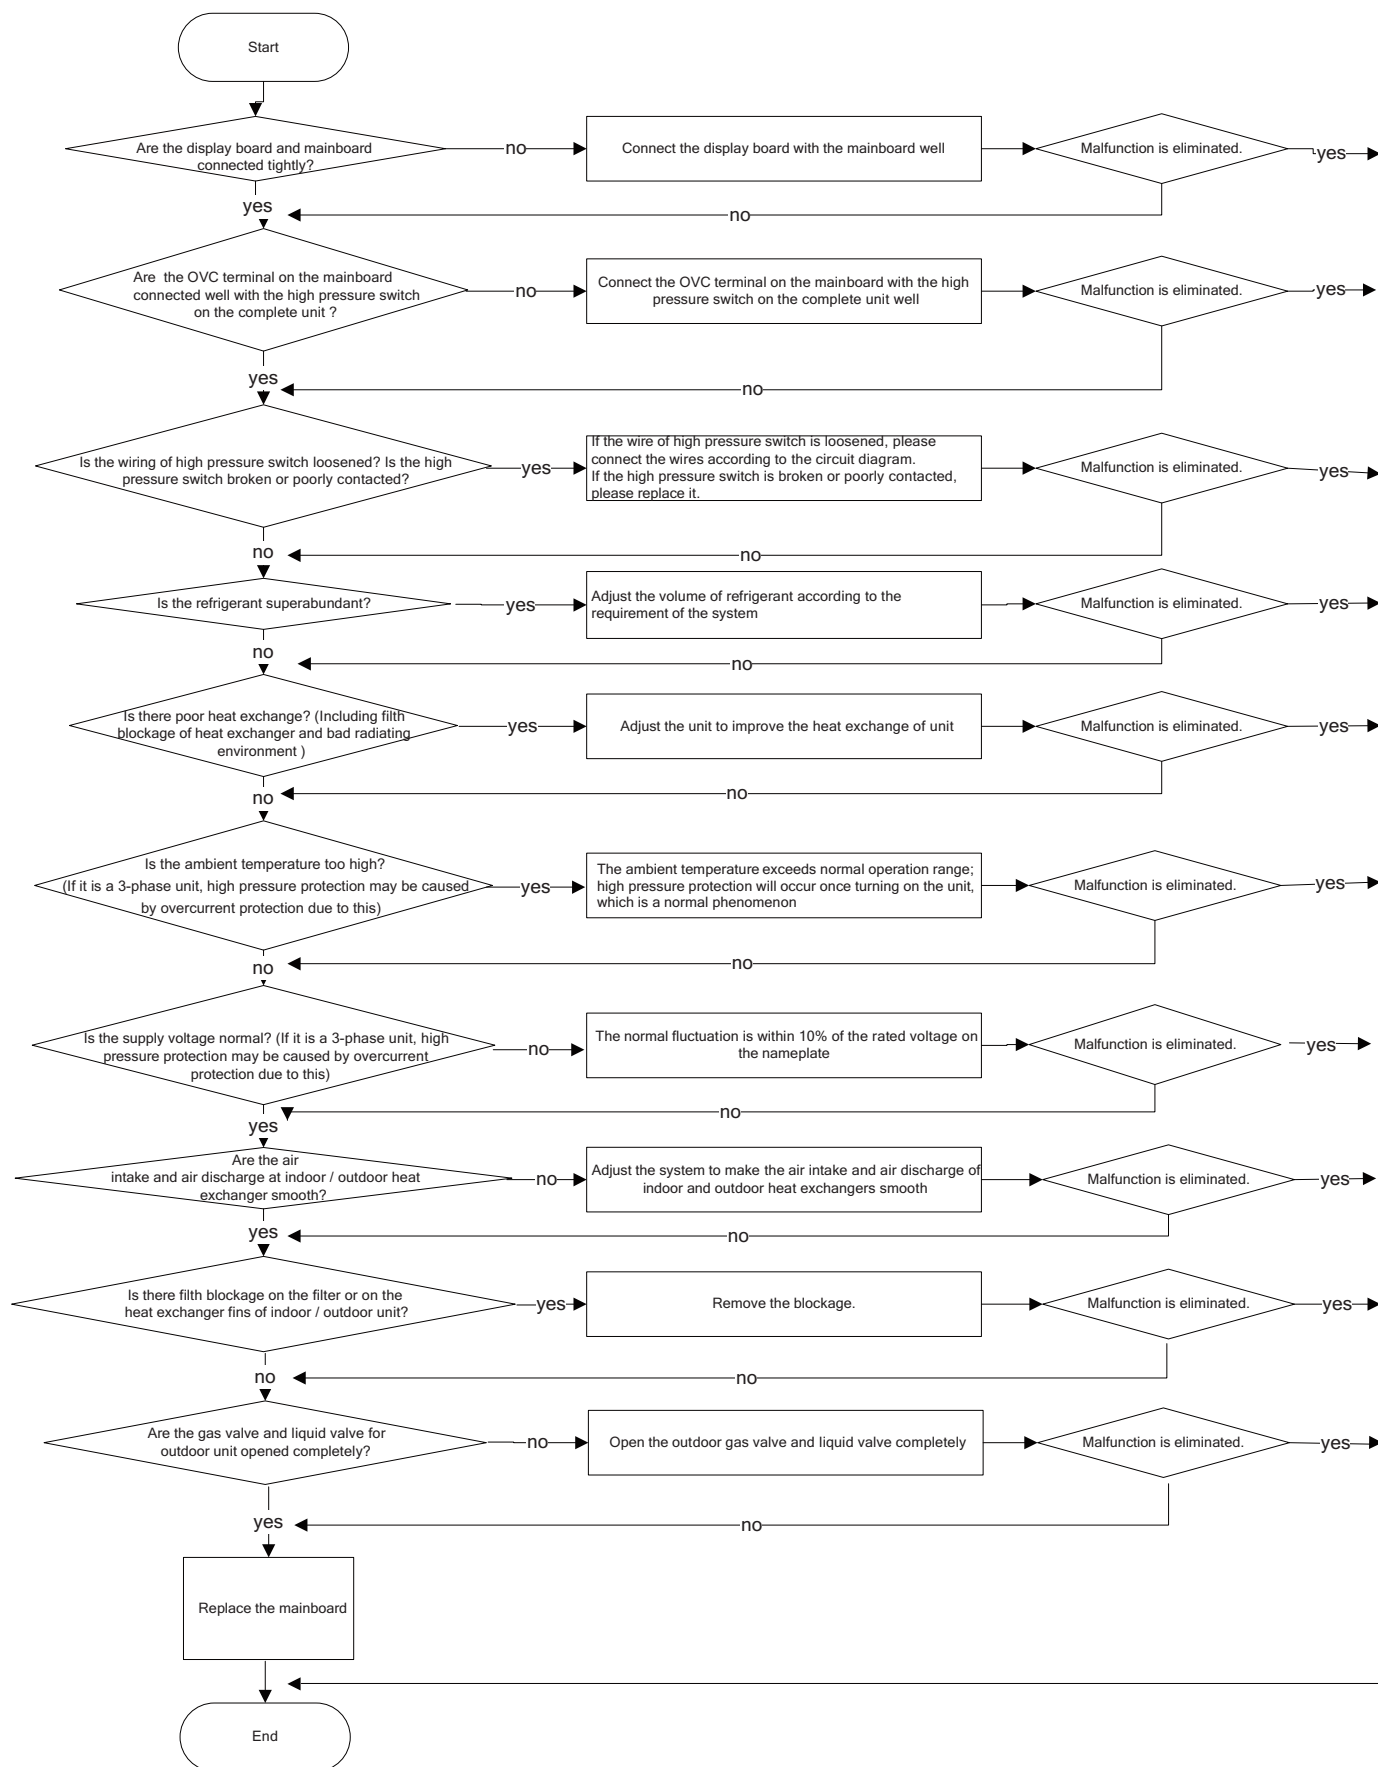 Start
Are the display board and mainboard
connected tightly?
no
Connect the display board with the mainboard well
Malfunction is eliminated.
yes
yes
no
Are  the OVC terminal on the mainboard
connected well with the high pressure switch
on the complete unit ?
no
Connect the OVC terminal on the mainboard with the high
pressure switch on the complete unit well
Malfunction is eliminated.
yes
yes
no
Is the wiring of high pressure switch loosened? Is the high
pressure switch broken or poorly contacted?
yes
If the wire of high pressure switch is loosened, please
connect the wires according to the circuit diagram.
If the high pressure switch is broken or poorly contacted,
please replace it.
Malfunction is eliminated.
yes
no
no
Is the refrigerant superabundant?
yes
Adjust the volume of refrigerant according to the
requirement of the system
Malfunction is eliminated.
yes
no
no
Is there poor heat exchange? (Including filth
blockage of heat exchanger and bad radiating
environment )
yes
Adjust the unit to improve the heat exchange of unit
Malfunction is eliminated.
yes
no
no
Is the ambient temperature too high?
(If it is a 3-phase unit, high pressure protection may be caused
by overcurrent protection due to this)
yes
The ambient temperature exceeds normal operation range;
high pressure protection will occur once turning on the unit,
which is a normal phenomenon
Malfunction is eliminated.
yes
no
no
Is the supply voltage normal? (If it is a 3-phase unit, high
pressure protection may be caused by overcurrent
protection due to this)
no
The normal fluctuation is within 10% of the rated voltage on
the nameplate
Malfunction is eliminated.
yes
yes
no
Are the air
intake and air discharge at indoor / outdoor heat
exchanger smooth?
no
Adjust the system to make the air intake and air discharge of
indoor and outdoor heat exchangers smooth
Malfunction is eliminated.
yes
yes
no
Is there filth blockage on the filter or on the
heat exchanger fins of indoor / outdoor unit?
yes
Remove the blockage.
Malfunction is eliminated.
yes
no
no
Are the gas valve and liquid valve for
outdoor unit opened completely?
no
Open the outdoor gas valve and liquid valve completely
Malfunction is eliminated.
yes
yes
no
Replace the mainboard
End